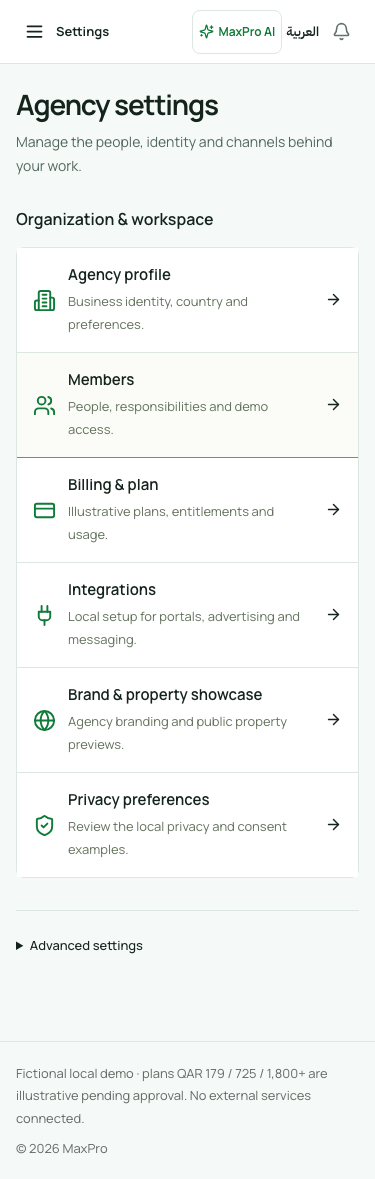 Settings
MaxPro AI
العربية
Agency settings
Manage the people, identity and channels behind
your work.
Organization & workspace
Agency profile
Business identity, country and
preferences.
Members
People, responsibilities and demo
access.
Billing & plan
Illustrative plans, entitlements and
usage.
Integrations
Local setup for portals, advertising and
messaging.
Brand & property showcase
Agency branding and public property
previews.
Privacy preferences
Review the local privacy and consent
examples.
Advanced settings
Fictional local demo · plans QAR 179 / 725 / 1,800+ are
illustrative pending approval. No external services
connected.
© 2026 MaxPro